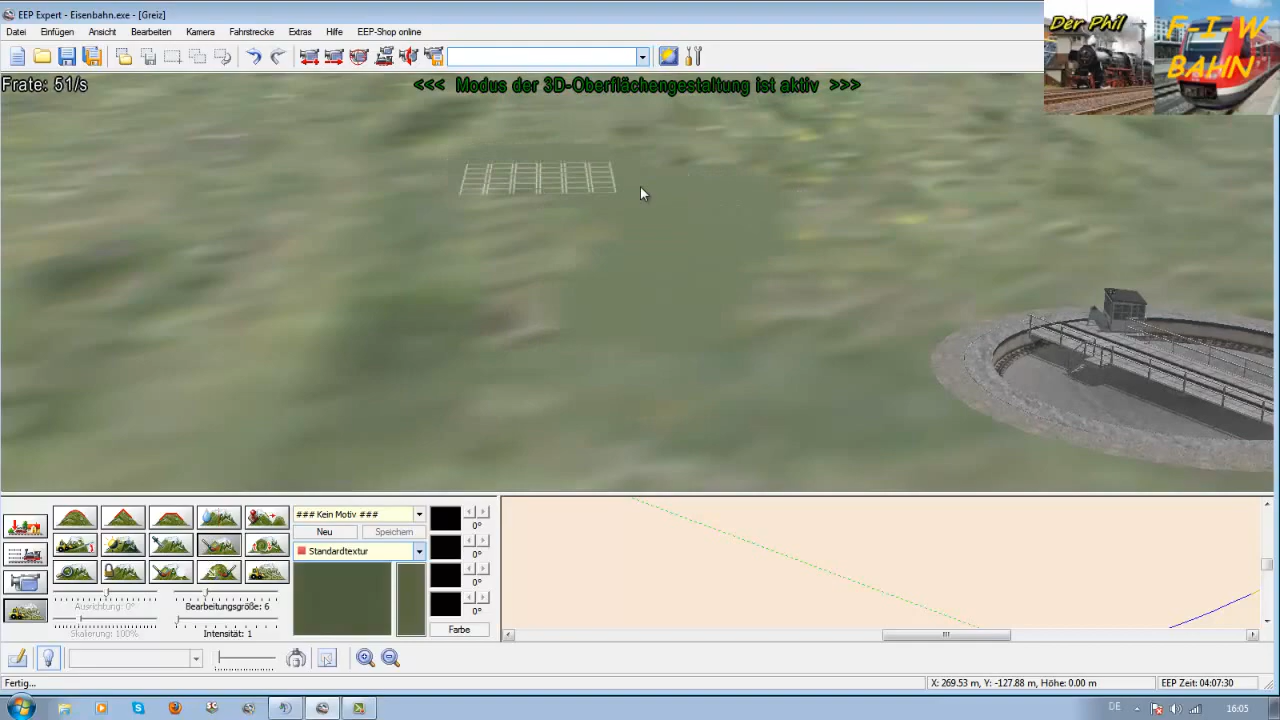 EEP Expert - Eisenbahn.exe - [Greiz]
Datei Einfügen Ansicht Bearbeiten Kamera Fahrstrecke Extras Hilfe EEP-Shop online
Der Phil
F-I-W
BAHN
Frate: 51/s
<<< Modus der 3D-Oberflächengestaltung ist aktiv >>>
### Kein Motiv ###
Neu
Speichern
0°
Standardtextur
0°
0°
Ausrichtung: 0°
Bearbeitungsgröße: 6
0°
Skalierung: 100%
Intensität: 1
Farbe
Fertig...
X: 269.53 m, Y: -127.88 m, Höhe: 0.00 m
EEP Zeit: 04:07:30
DE
16:05